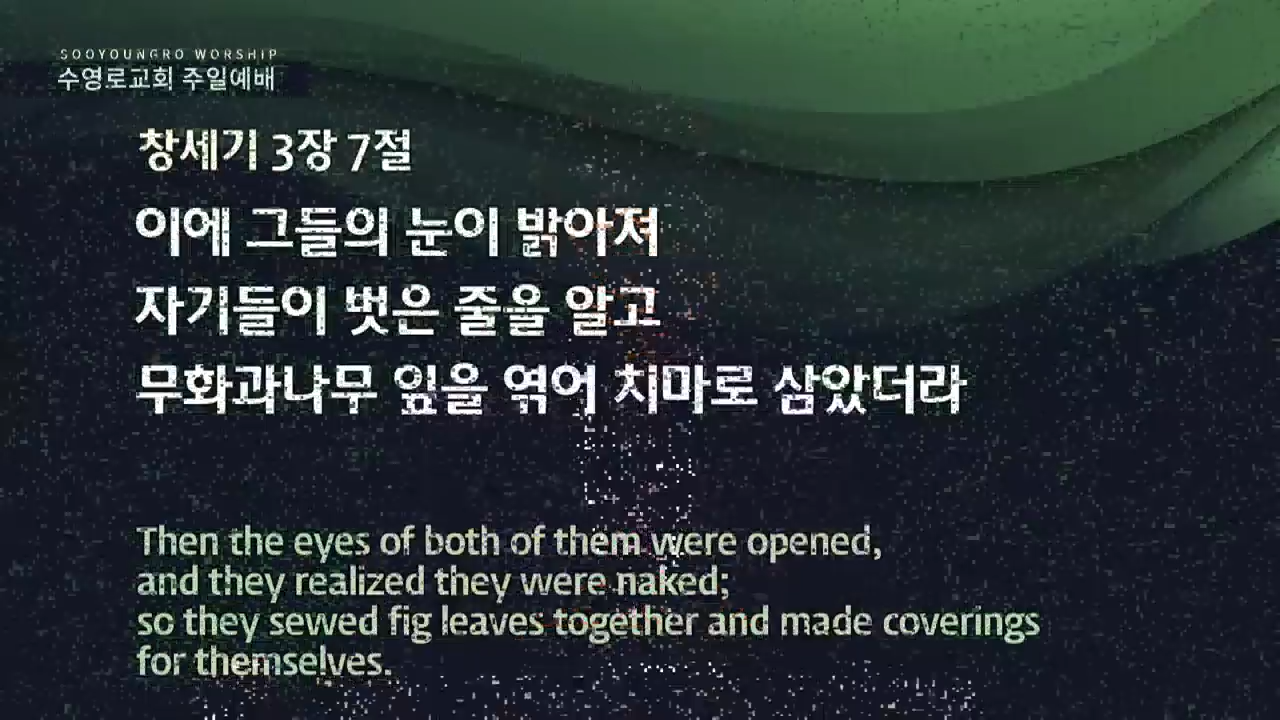 SOOYOUNGRO WORSHIP
수영로교회 주일예배
창세기 3장 7절
이에 그들의 눈이 밝아져
자기들이 벗은 줄을 알고
무화과나무 잎을 엮어 치마로 삼았더라
Then the eyes of both of them were opened,
and they realized they were naked;
so they sewed fig leaves together and made coverings
for themselves.